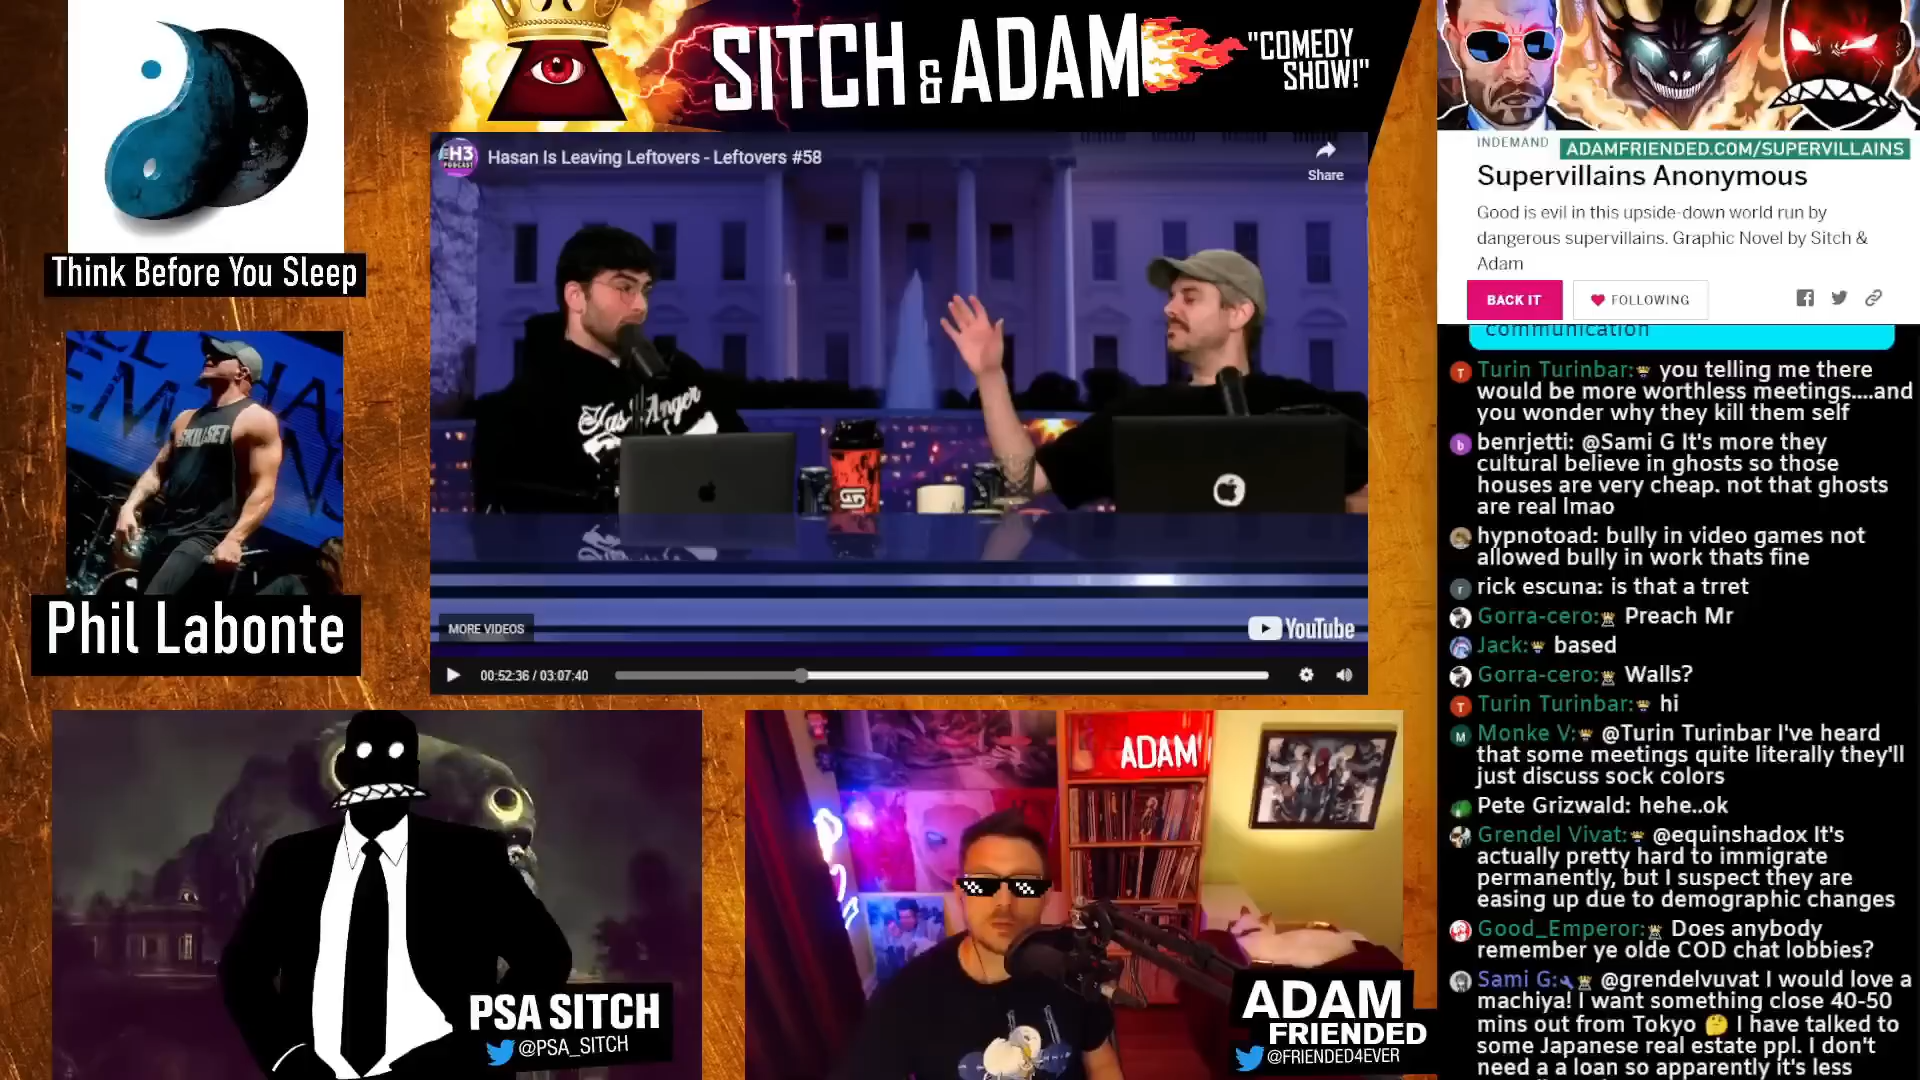 SITCH & ADAM
"COMEDY
SHOW!"
Think Before You Sleep
SKILLSET
Phil Labonte
H3
PODCAST
Hasan Is Leaving Leftovers - Leftovers #58
Share
MORE VIDEOS
YouTube
00:52:36 / 03:07:40
PSA SITCH
@PSA_SITCH
ADAM
ADAM
FRIENDED
@FRIENDED4EVER
INDEMAND
ADAMFRIENDED.COM/SUPERVILLAINS
Supervillains Anonymous
Good is evil in this upside-down world run by
dangerous supervillains. Graphic Novel by Sitch &
Adam
BACK IT
FOLLOWING
communication
Turin Turinbar: you telling me there
would be more worthless meetings....and
you wonder why they kill them self
benrjetti: @Sami G It's more they
cultural believe in ghosts so those
houses are very cheap. not that ghosts
are real lmao
hypnotoad: bully in video games not
allowed bully in work thats fine
rick escuna: is that a trret
Gorra-cero: Preach Mr
Jack: based
Gorra-cero: Walls?
Turin Turinbar: hi
Monke V: @Turin Turinbar I've heard
that some meetings quite literally they'll
just discuss sock colors
Pete Grizwald: hehe..ok
Grendel Vivat: @equinshadox It's
actually pretty hard to immigrate
permanently, but I suspect they are
easing up due to demographic changes
Good_Emperor: Does anybody
remember ye olde COD chat lobbies?
Sami G: @grendelvuvat I would love a
machiya! I want something close 40-50
mins out from Tokyo 🤔 I have talked to
some Japanese real estate ppl. I don't
need a a loan so apparently it's less